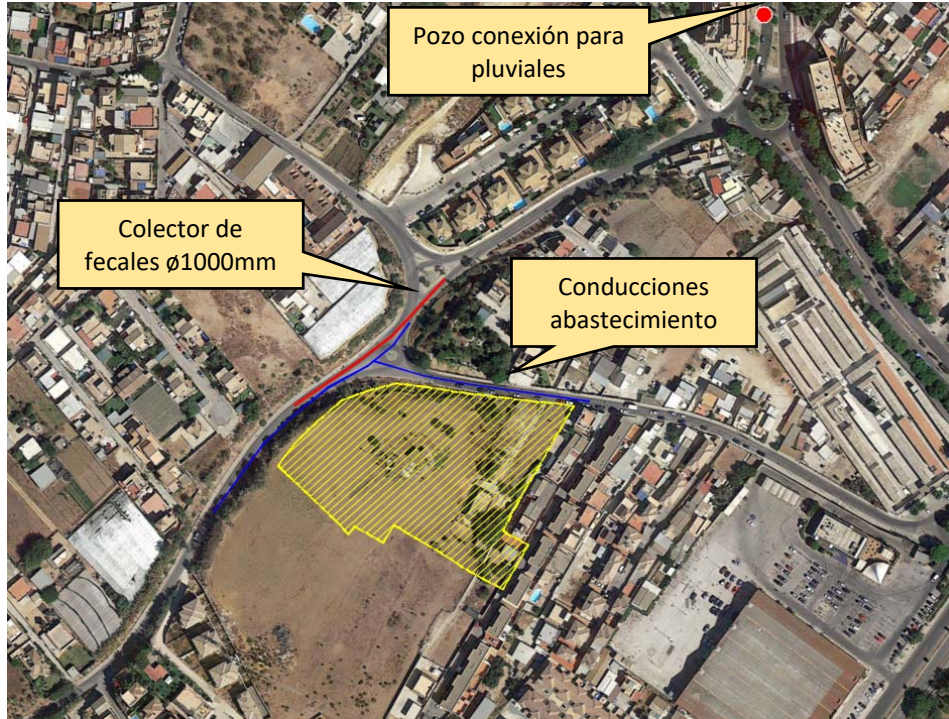 Pozo conexión para
pluviales
Colector de
fecales ø1000mm
Conducciones
abastecimiento